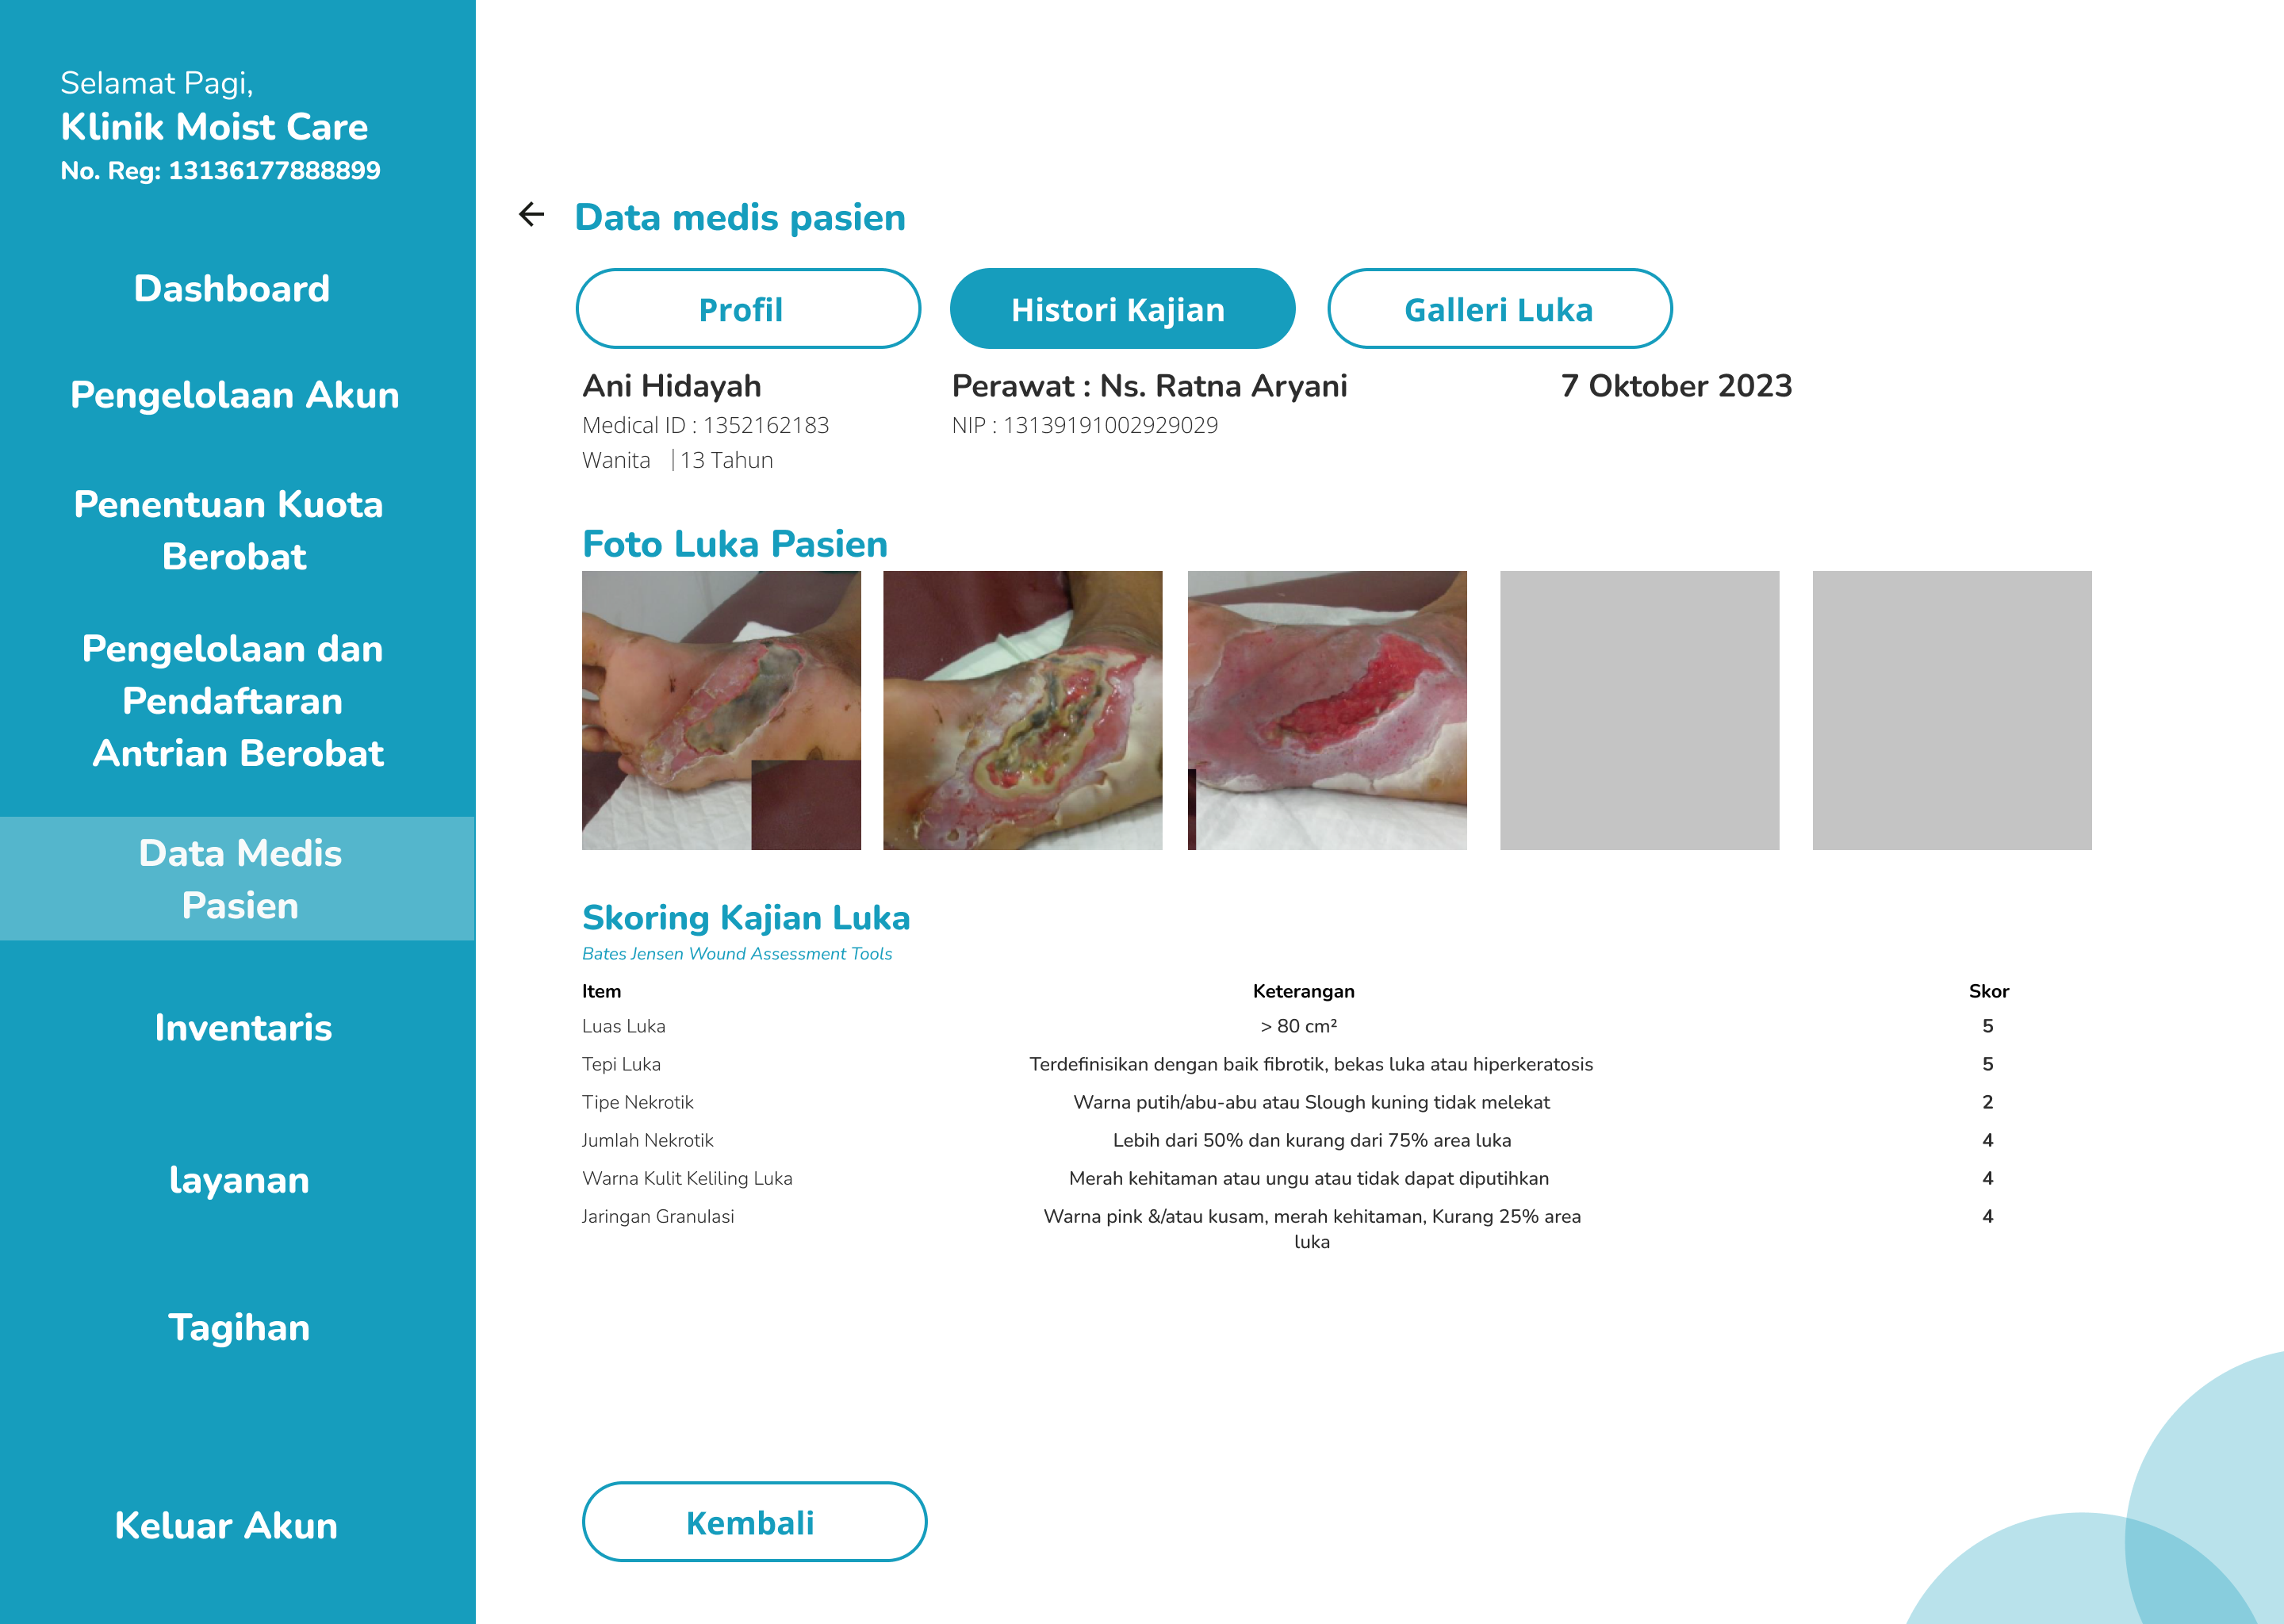 Selamat Pagi,
Klinik Moist Care
No. Reg: 13136177888899
Dashboard
Pengelolaan Akun
Penentuan Kuota
Berobat
Pengelolaan dan
Pendaftaran
Antrian Berobat
Data Medis
Pasien
Inventaris
layanan
Tagihan
Keluar Akun
Data medis pasien
Profil
Histori Kajian
Galleri Luka
Ani Hidayah
Medical ID : 1352162183
Wanita | 13 Tahun
Perawat : Ns. Ratna Aryani
NIP : 13139191002929029
7 Oktober 2023
Foto Luka Pasien
Skoring Kajian Luka
Bates Jensen Wound Assessment Tools
Item Keterangan Skor
Luas Luka > 80 cm² 5
Tepi Luka Terdefinisikan dengan baik fibrotik, bekas luka atau hiperkeratosis 5
Tipe Nekrotik Warna putih/abu-abu atau Slough kuning tidak melekat 2
Jumlah Nekrotik Lebih dari 50% dan kurang dari 75% area luka 4
Warna Kulit Keliling Luka Merah kehitaman atau ungu atau tidak dapat diputihkan 4
Jaringan Granulasi Warna pink &/atau kusam, merah kehitaman, Kurang 25% area 4
luka
Kembali